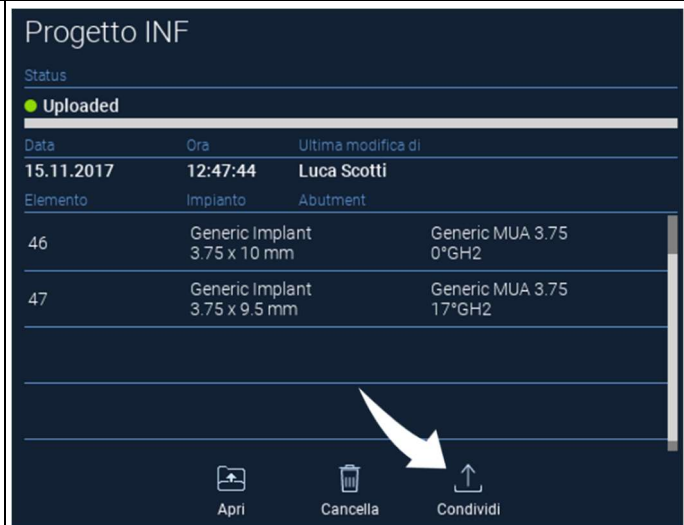 Progetto INF
Status
Uploaded
Data Ora Ultima modifica di
15.11.2017 12:47:44 Luca Scotti
Elemento Impianto Abutment
46 Generic Implant Generic MUA 3.75
3.75 x 10 mm 0°GH2
47 Generic Implant Generic MUA 3.75
3.75 x 9.5 mm 17°GH2
Apri Cancella Condividi